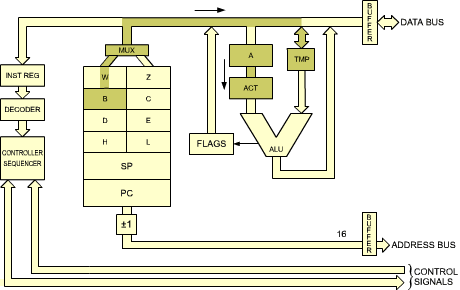 BUFFER
DATA BUS
MUX
A
TMP
INST REG
W Z
B C
ACT
DECODER
D E
CONTROLLER
SEQUENCER
H L
FLAGS
ALU
SP
PC
±1
16
BUFFER
ADDRESS BUS
CONTROL
SIGNALS